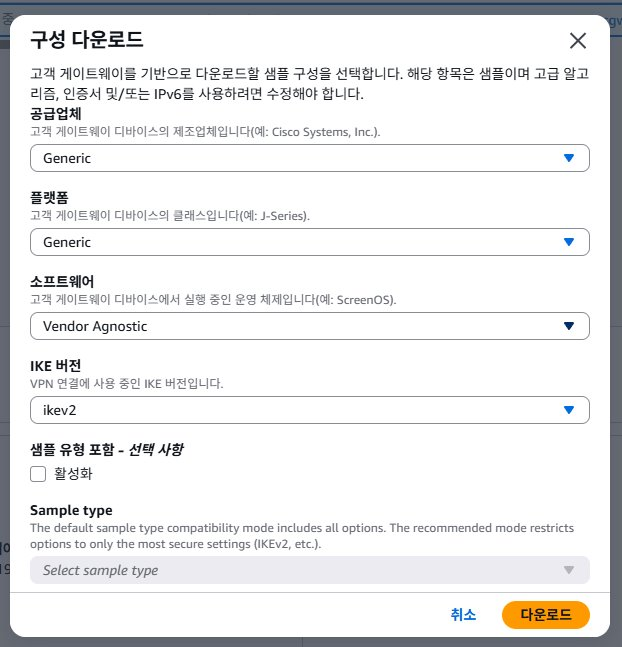 구성 다운로드
고객 게이트웨이를 기반으로 다운로드할 샘플 구성을 선택합니다. 해당 항목은 샘플이며 고급 알고
리즘, 인증서 및/또는 IPv6를 사용하려면 수정해야 합니다.
공급업체
고객 게이트웨이 디바이스의 제조업체입니다(예: Cisco Systems, Inc.).
Generic
플랫폼
고객 게이트웨이 디바이스의 클래스입니다(예: J-Series).
Generic
소프트웨어
고객 게이트웨이 디바이스에서 실행 중인 운영 체제입니다(예: ScreenOS).
Vendor Agnostic
IKE 버전
VPN 연결에 사용 중인 IKE 버전입니다.
ikev2
샘플 유형 포함 - 선택 사항
활성화
Sample type
The default sample type compatibility mode includes all options. The recommended mode restricts
options to only the most secure settings (IKEv2, etc.).
Select sample type
취소
다운로드